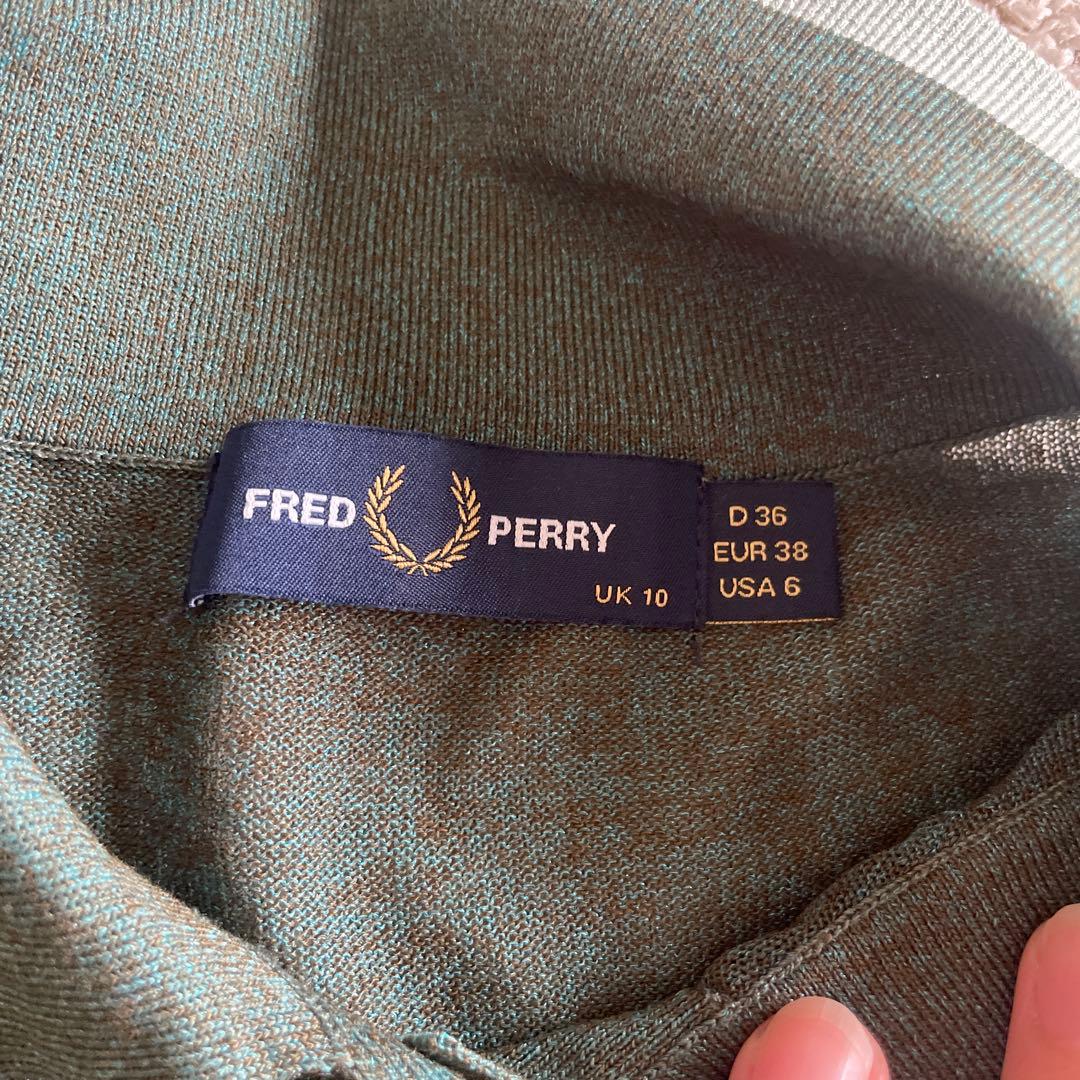 FRED PERRY
UK 10
D 36
EUR 38
USA 6